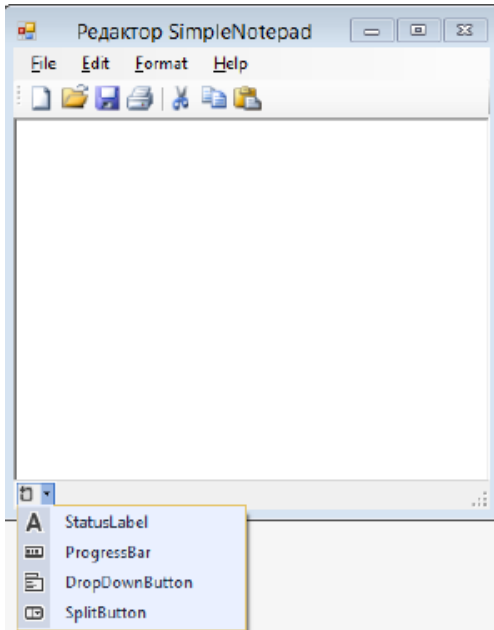 Редактор SimpleNotepad
File Edit Format Help
StatusLabel
ProgressBar
DropDownButton
SplitButton